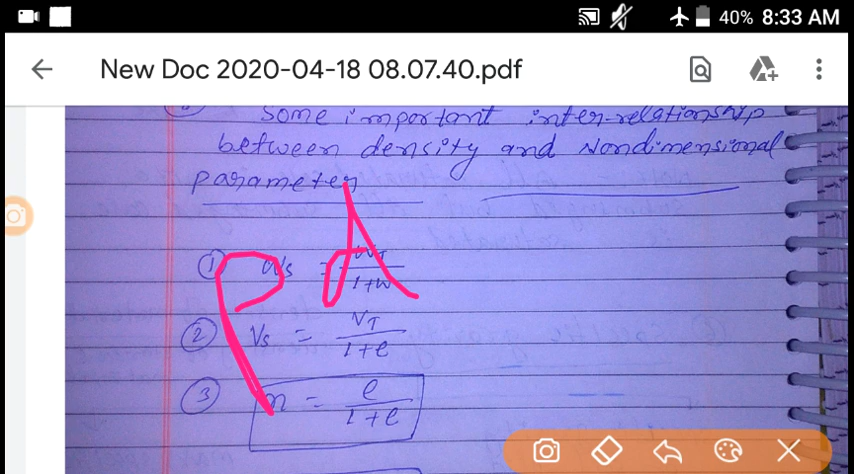 40% 8:33 AM
New Doc 2020-04-18 08.07.40.pdf
Some important inter-relationship
between density and Nondimensional
parameter
① Ws = WT / 1+W
② Vs = VT / 1+e
③ n = e / 1+e